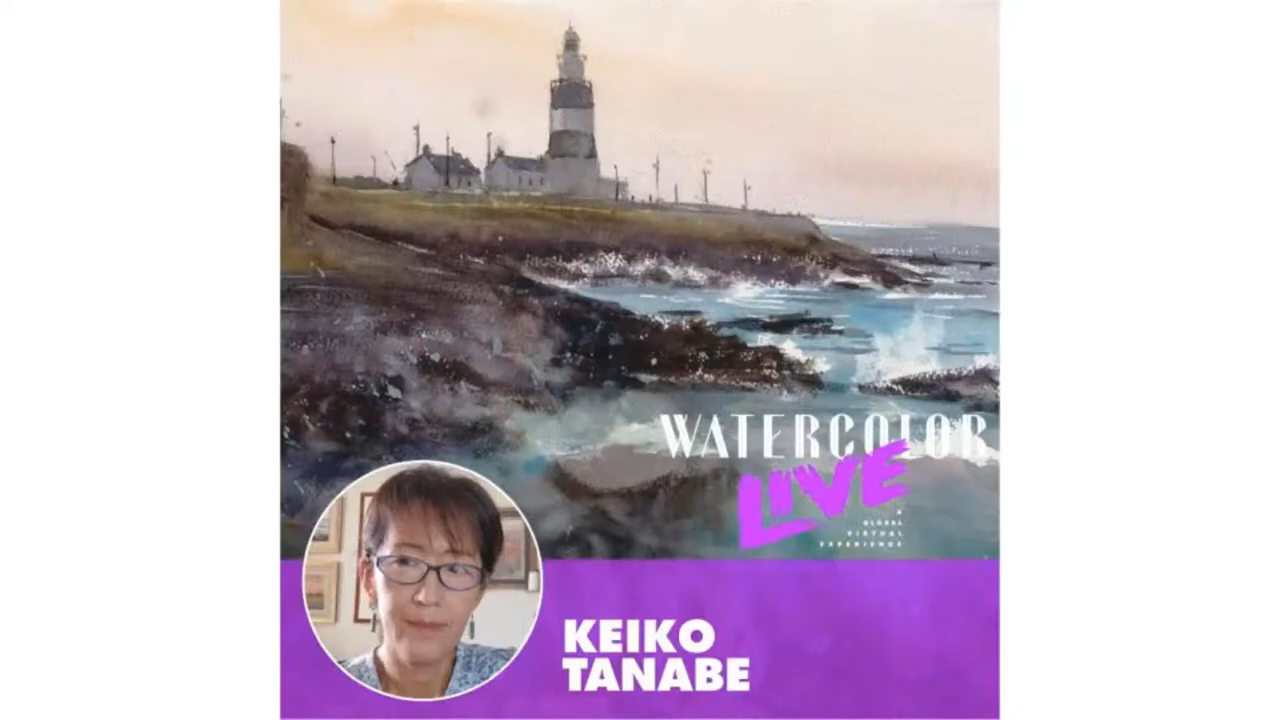 WATERCOLOR
LIVE
A
GLOBAL
VIRTUAL
EXPERIENCE
KEIKO
TANABE